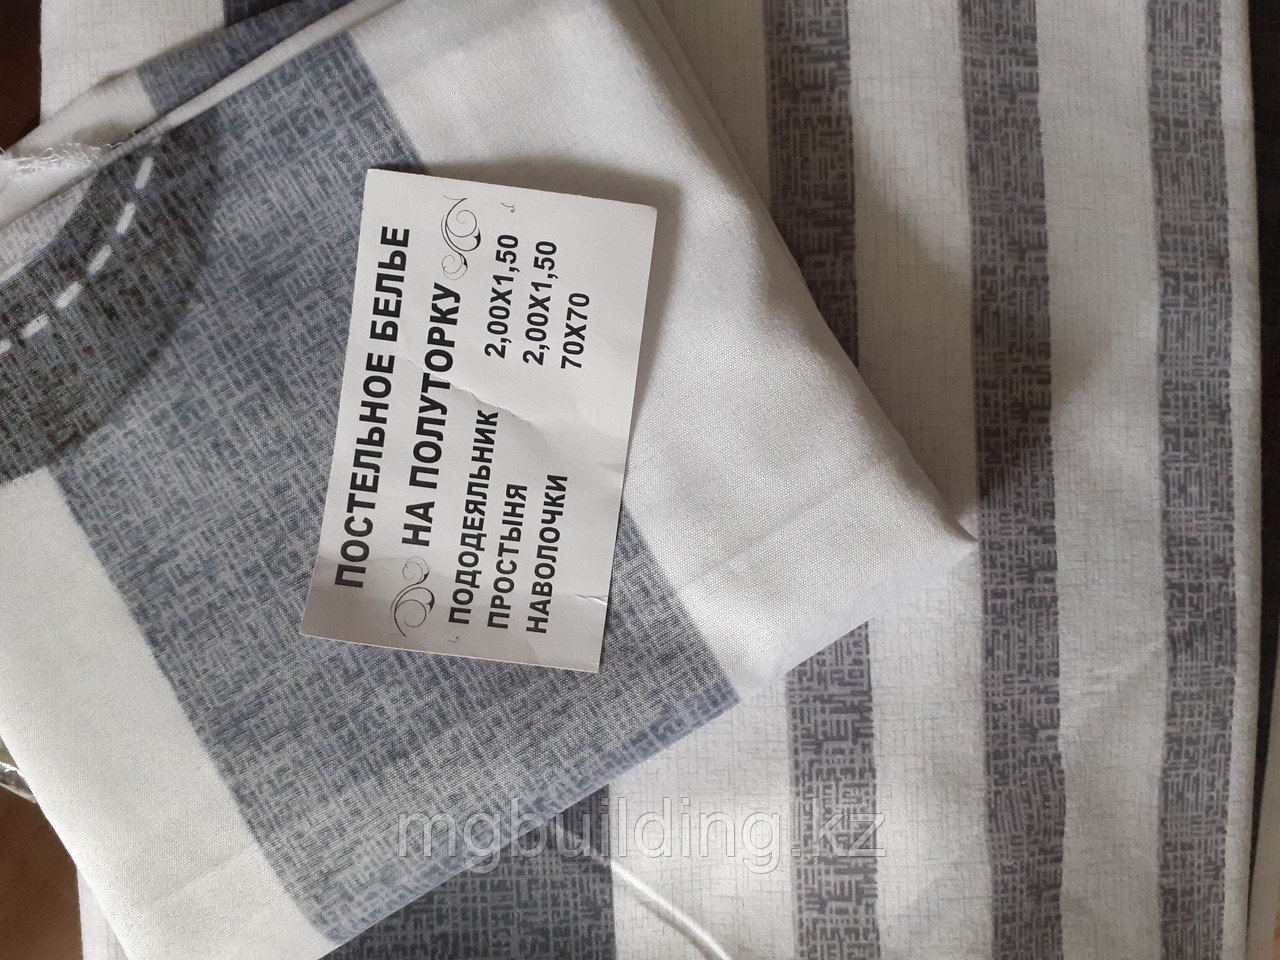 ПОСТЕЛЬНОЕ БЕЛЬЕ
НА ПОЛУТОРКУ
ПОДОДЕЯЛЬНИК 2,00Х1,50
ПРОСТЫНЯ 2,00Х1,50
НАВОЛОЧКИ 70Х70
mgbuilding.kz